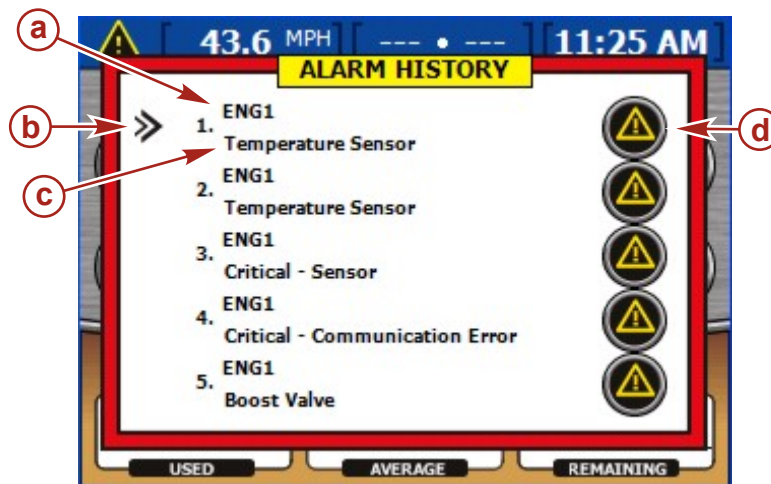 a
43.6 MPH --- • --- 11:25 AM
ALARM HISTORY
b
1. ENG1
Temperature Sensor
d
c
2. ENG1
Temperature Sensor
3. ENG1
Critical - Sensor
4. ENG1
Critical - Communication Error
5. ENG1
Boost Valve
USED AVERAGE REMAINING